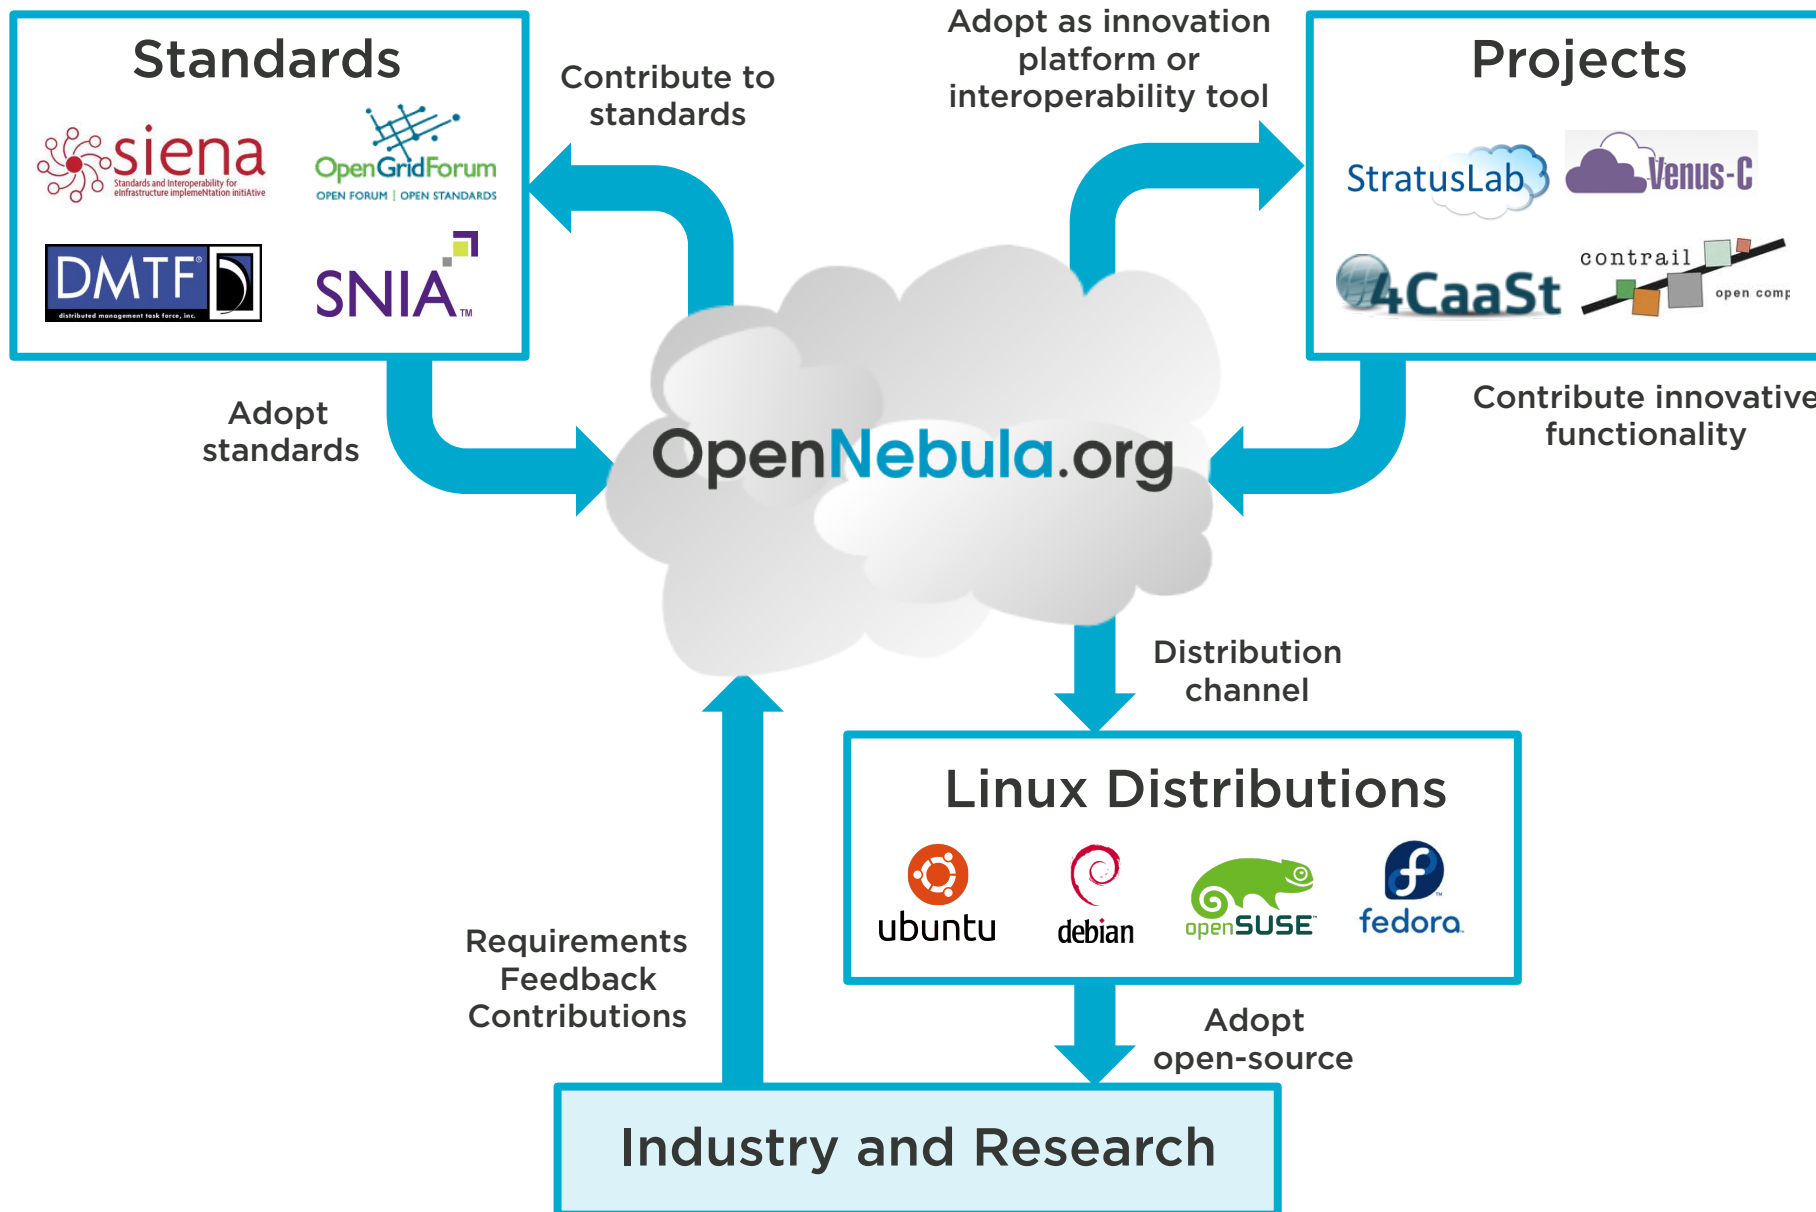 Standards
siena
Standards and Interoperability for
eInfrastructure implemeNtation initiAtive
OpenGridForum
OPEN FORUM | OPEN STANDARDS
DMTF®
distributed management task force, inc.
SNIA™
Contribute to
standards
Adopt as innovation
platform or
interoperability tool
Projects
StratusLab
Venus-C
4CaaSt
contrail
open comp
Adopt
standards
Contribute innovative
functionality
OpenNebula.org
Distribution
channel
Linux Distributions
ubuntu
debian
openSUSE™
fedora™
Requirements
Feedback
Contributions
Adopt
open-source
Industry and Research